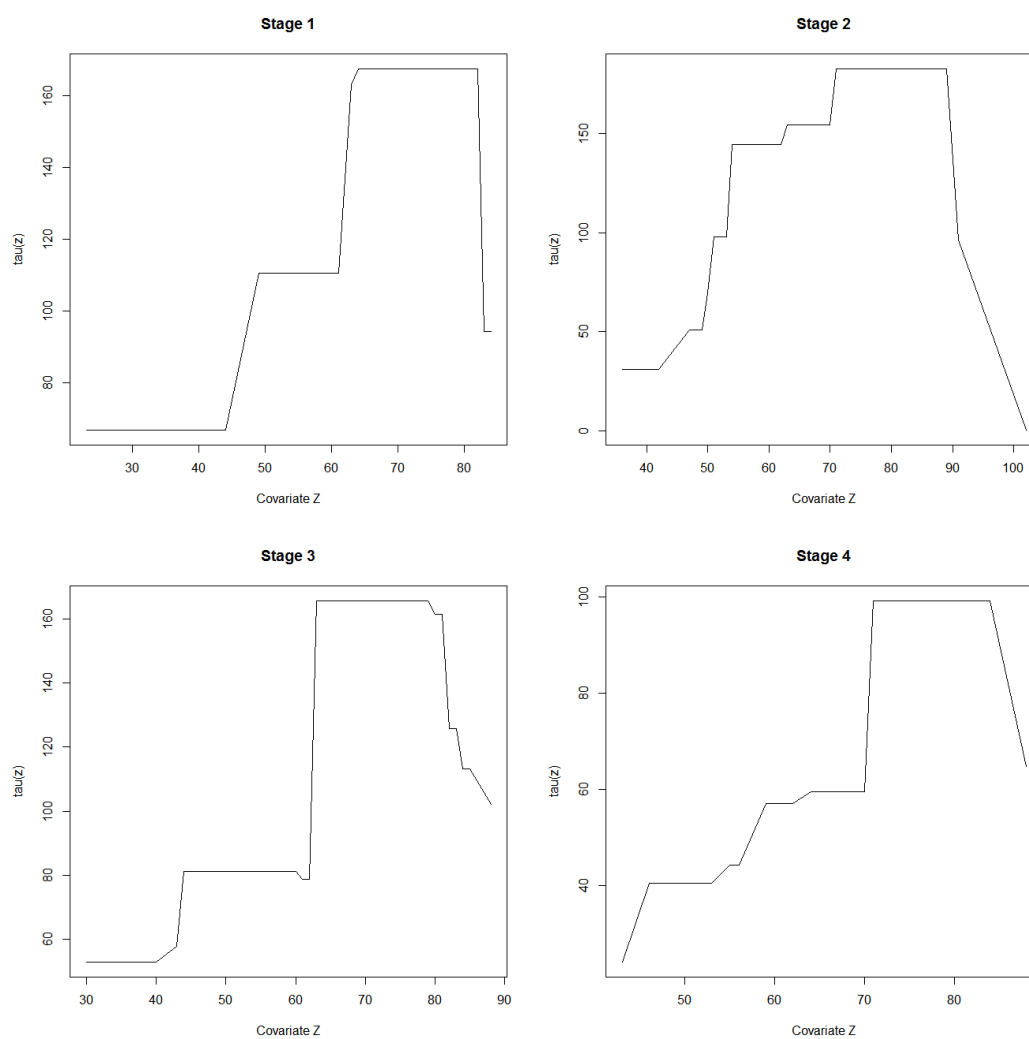 Stage 1
tau(z)
160
140
120
100
80
30 40 50 60 70 80
Covariate Z
Stage 2
tau(z)
150
100
50
0
40 50 60 70 80 90 100
Covariate Z
Stage 3
tau(z)
160
140
120
100
80
60
30 40 50 60 70 80 90
Covariate Z
Stage 4
tau(z)
100
80
60
40
50 60 70 80
Covariate Z